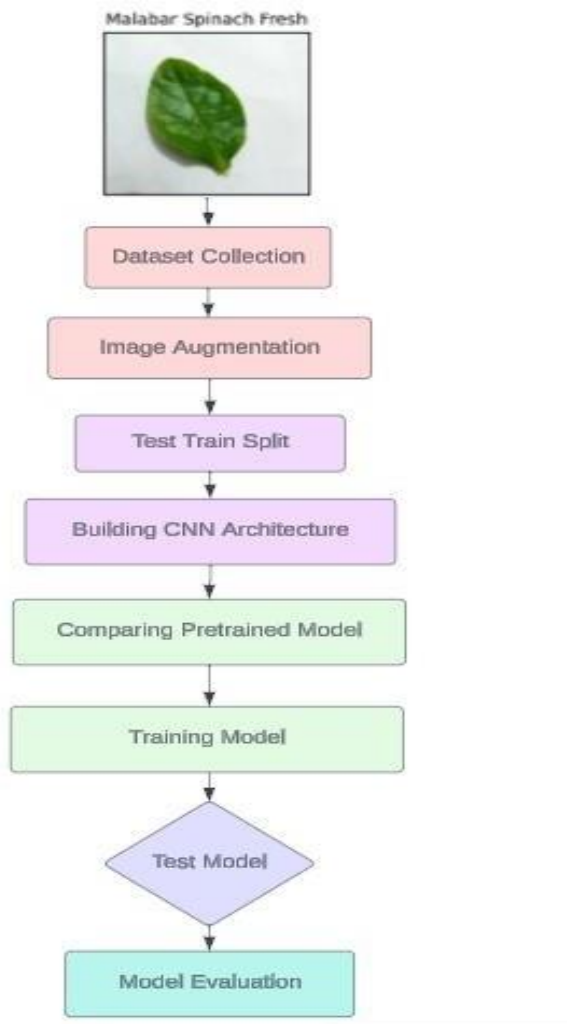 Malabar Spinach Fresh
Dataset Collection
Image Augmentation
Test Train Split
Building CNN Architecture
Comparing Pretrained Model
Training Model
Test Model
Model Evaluation